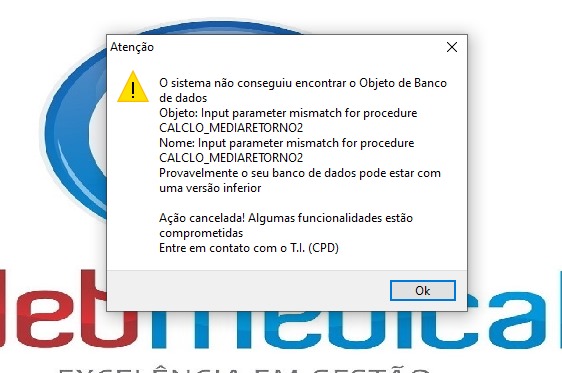 Atenção
O sistema não conseguiu encontrar o Objeto de Banco
de dados
Objeto: Input parameter mismatch for procedure
CALCLO_MEDIARETORNO2
Nome: Input parameter mismatch for procedure
CALCLO_MEDIARETORNO2
Provavelmente o seu banco de dados pode estar com
uma versão inferior
Ação cancelada! Algumas funcionalidades estão
comprometidas
Entre em contato com o T.I. (CPD)
Ok
EXCELÊNCIA EM GESTÃO